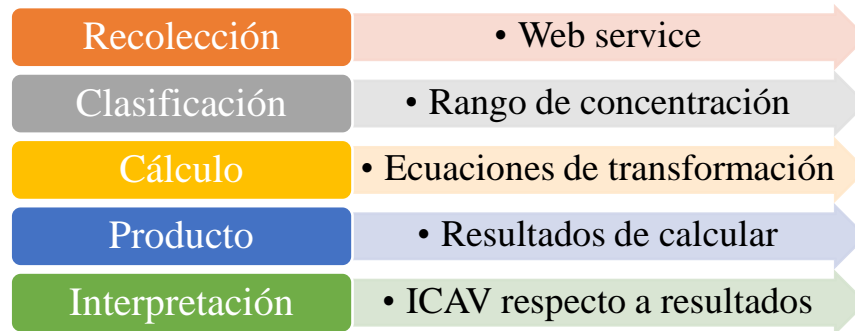 Recolección
• Web service
Clasificación
• Rango de concentración
Cálculo
• Ecuaciones de transformación
Producto
• Resultados de calcular
Interpretación
• ICAV respecto a resultados